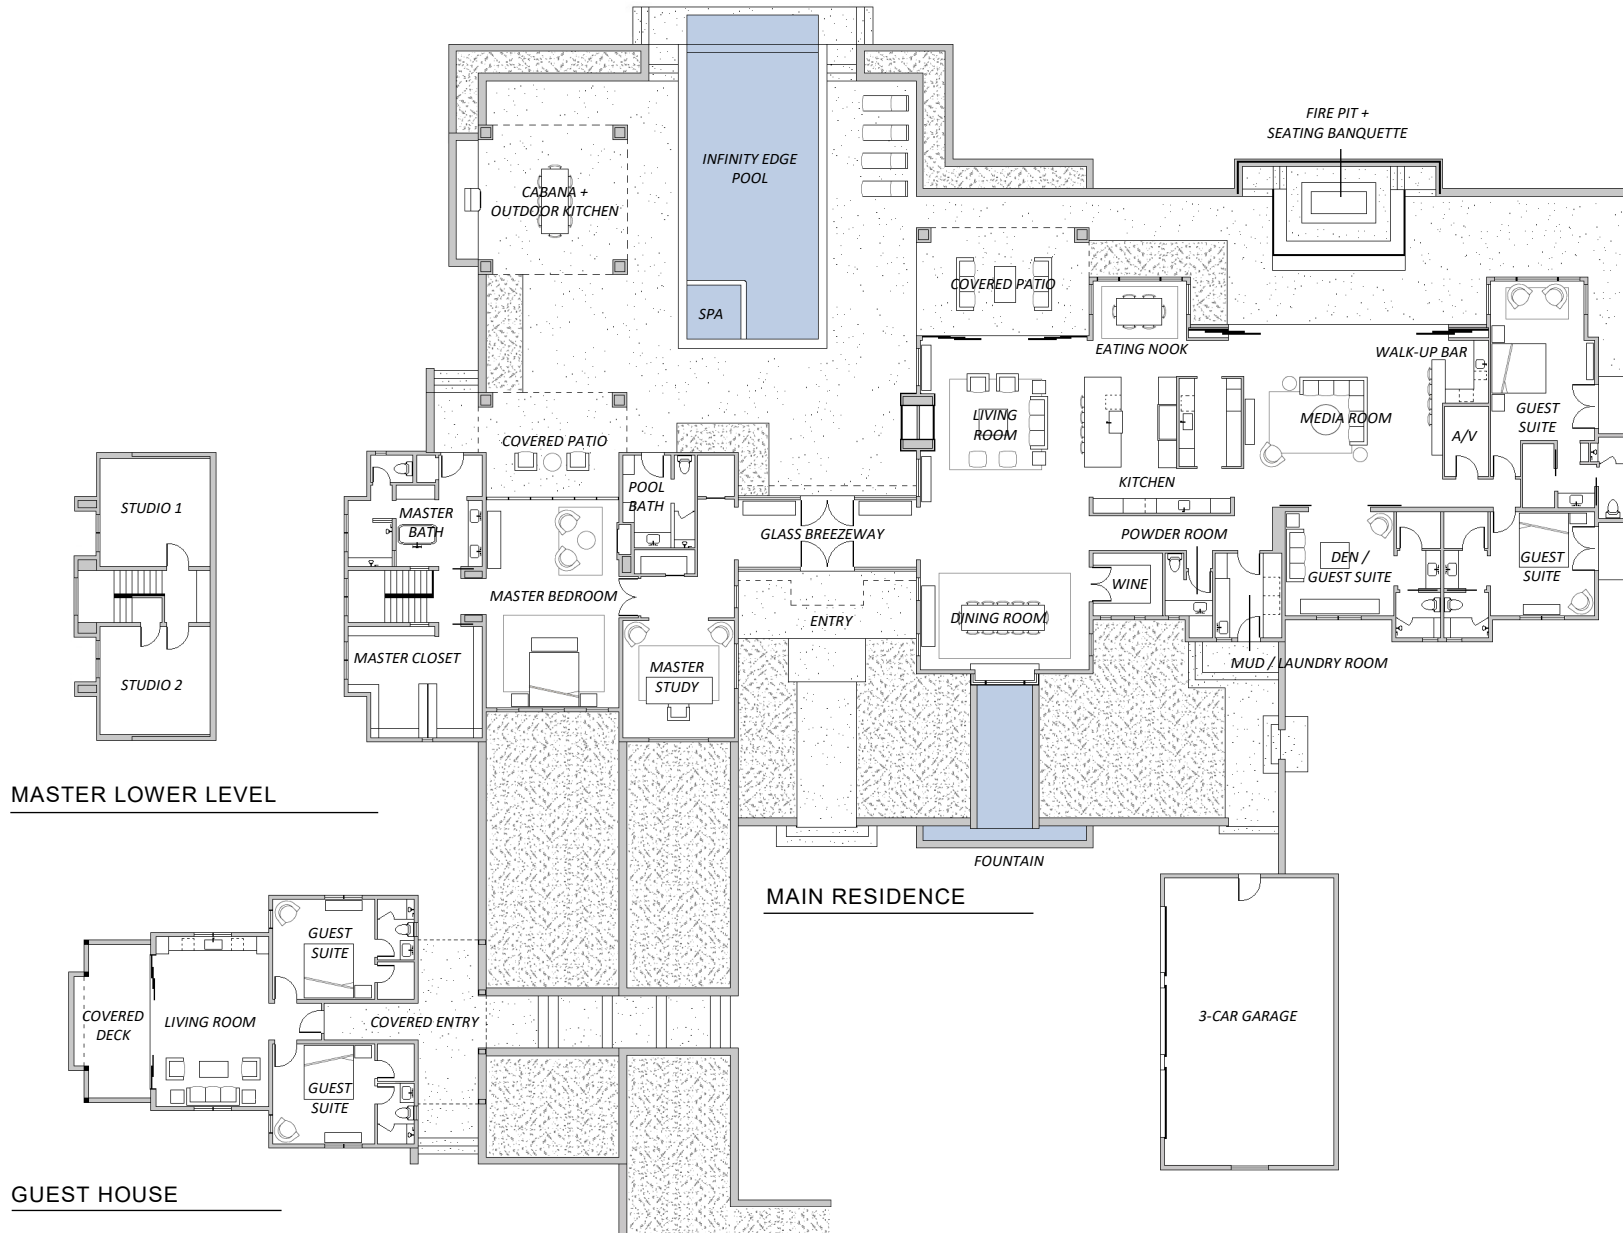 FIRE PIT +
SEATING BANQUETTE
INFINITY EDGE
POOL
CABANA +
OUTDOOR KITCHEN
SPA
COVERED PATIO
EATING NOOK
WALK-UP BAR
LIVING
ROOM
MEDIA ROOM
GUEST
SUITE
A/V
COVERED PATIO
KITCHEN
POOL
BATH
MASTER
BATH
STUDIO 1
GLASS BREEZEWAY
POWDER ROOM
DEN /
GUEST SUITE
GUEST
SUITE
WINE
MASTER BEDROOM
ENTRY
DINING ROOM
MASTER CLOSET
MASTER
STUDY
MUD / LAUNDRY ROOM
STUDIO 2
MASTER LOWER LEVEL
FOUNTAIN
MAIN RESIDENCE
GUEST
SUITE
COVERED
DECK
LIVING ROOM
COVERED ENTRY
3-CAR GARAGE
GUEST
SUITE
GUEST HOUSE